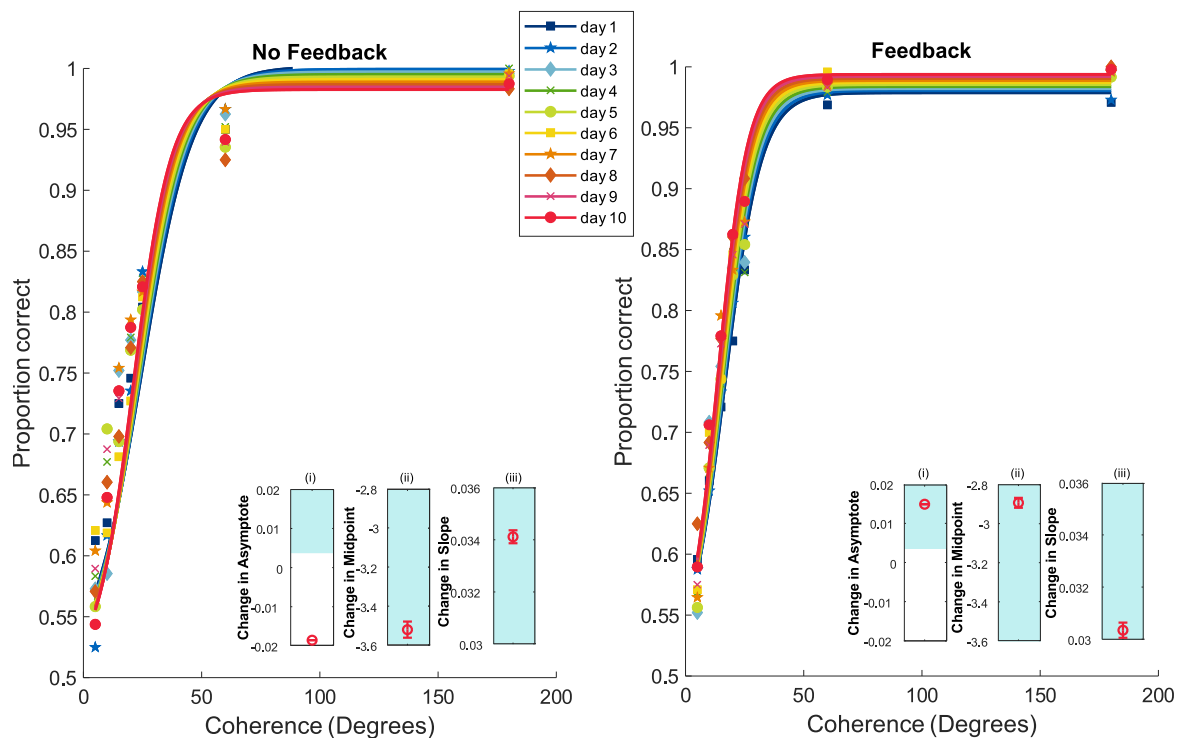 No Feedback
1
0.95
0.9
0.85
0.8
0.75
0.7
0.65
0.6
0.55
0.5
Proportion correct
0
50
100
150
200
Coherence (Degrees)
(i)
0.02
0.01
0
-0.01
-0.02
Change in Asymptote
(ii)
-2.8
-3
-3.2
-3.4
-3.6
Change in Midpoint
(iii)
0.036
0.034
0.032
0.03
Change in Slope
day 1
day 2
day 3
day 4
day 5
day 6
day 7
day 8
day 9
day 10
Feedback
1
0.95
0.9
0.85
0.8
0.75
0.7
0.65
0.6
0.55
0.5
Proportion correct
0
50
100
150
200
Coherence (Degrees)
(i)
0.02
0.01
0
-0.01
-0.02
Change in Asymptote
(ii)
-2.8
-3
-3.2
-3.4
-3.6
Change in Midpoint
(iii)
0.036
0.034
0.032
0.03
Change in Slope